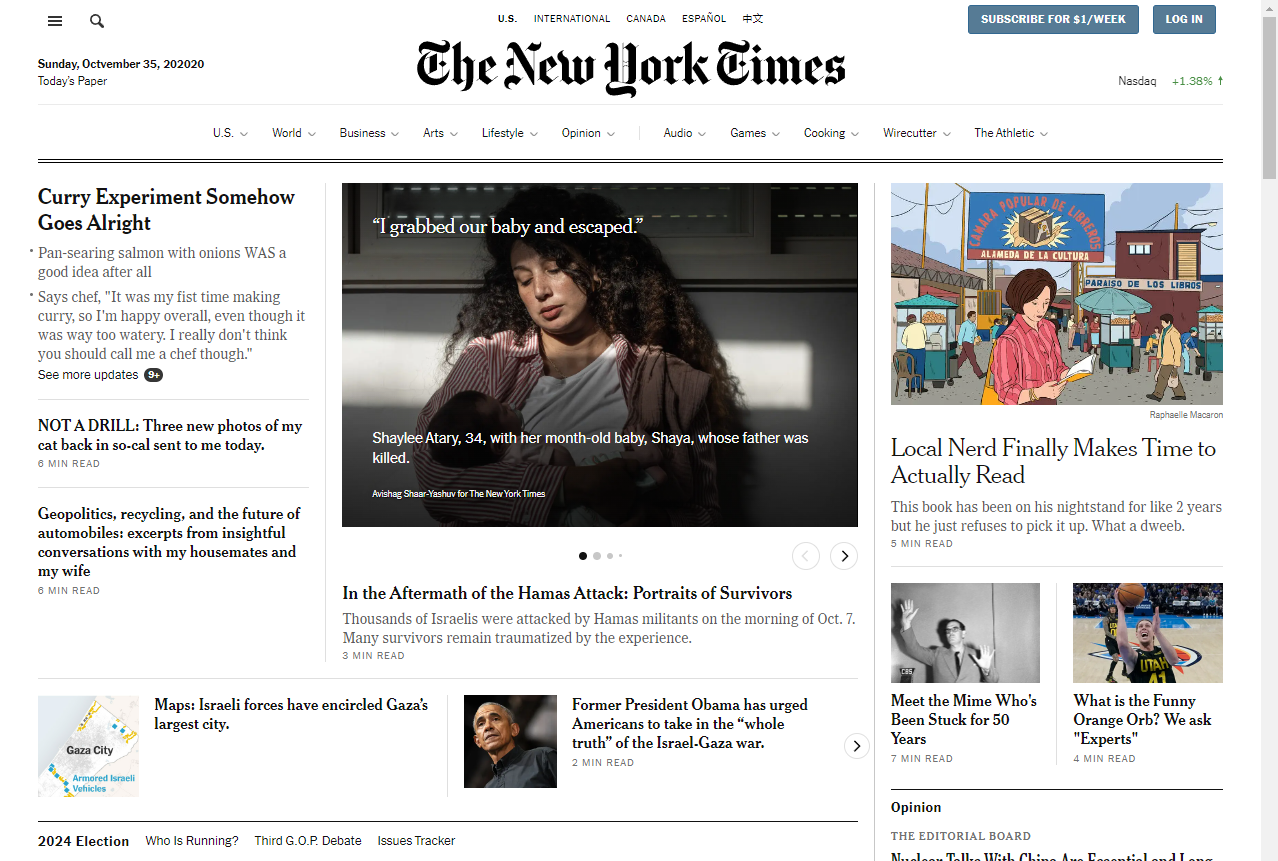 U.S. INTERNATIONAL CANADA ESPAÑOL 中文
SUBSCRIBE FOR $1/WEEK LOG IN
Sunday, Octvember 35, 202020
Today's Paper
The New York Times
Nasdaq +1.38% ↑
U.S. World Business Arts Lifestyle Opinion Audio Games Cooking Wirecutter The Athletic
Curry Experiment Somehow
Goes Alright
Pan-searing salmon with onions WAS a
good idea after all
Says chef, "It was my fist time making
curry, so I'm happy overall, even though it
was way too watery. I really don't think
you should call me a chef though."
See more updates 9+
NOT A DRILL: Three new photos of my
cat back in so-cal sent to me today.
6 MIN READ
Geopolitics, recycling, and the future of
automobiles: excerpts from insightful
conversations with my housemates and
my wife
6 MIN READ
“I grabbed our baby and escaped.”
Shaylee Atary, 34, with her month-old baby, Shaya, whose father was
killed.
Avishag Shaar-Yashuv for The New York Times
In the Aftermath of the Hamas Attack: Portraits of Survivors
Thousands of Israelis were attacked by Hamas militants on the morning of Oct. 7.
Many survivors remain traumatized by the experience.
3 MIN READ
Gaza City
Armored Israeli
Vehicles
Maps: Israeli forces have encircled Gaza’s
largest city.
Former President Obama has urged
Americans to take in the “whole
truth” of the Israel-Gaza war.
2 MIN READ
2024 Election Who Is Running? Third G.O.P. Debate Issues Tracker
CÁMARA POPULAR DE LIBREROS
ALAMEDA DE LA CULTURA
PARAISO DE LOS LIBROS
Raphaelle Macaron
Local Nerd Finally Makes Time to
Actually Read
This book has been on his nightstand for like 2 years
but he just refuses to pick it up. What a dweeb.
5 MIN READ
CBS
Meet the Mime Who's
Been Stuck for 50
Years
7 MIN READ
UTAH
41
What is the Funny
Orange Orb? We ask
"Experts"
4 MIN READ
Opinion
THE EDITORIAL BOARD
Nuclear Talks With China Are Essential and Long